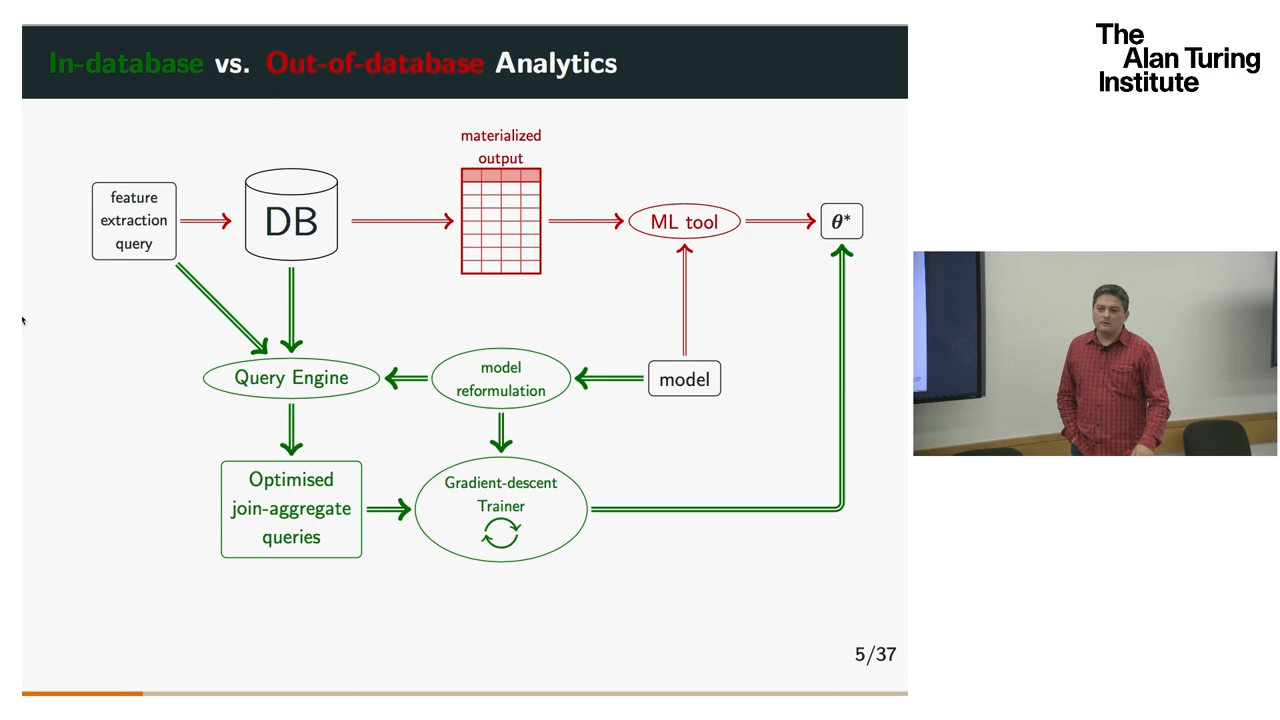 In-database vs. Out-of-database Analytics
The
Alan Turing
Institute
materialized
output
feature
extraction
query
DB
ML tool
θ*
Query Engine
model
reformulation
model
Optimised
join-aggregate
queries
Gradient-descent
Trainer
5/37